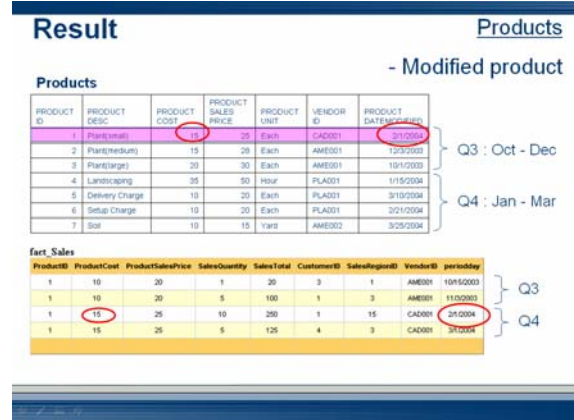 Result
Products
- Modified product
Products
PRODUCT ID PRODUCT DESC PRODUCT COST PRODUCT SALES PRICE PRODUCT UNIT VENDOR ID PRODUCT DATEMODIFIED
1 Plant(small) 15 25 Each CAD001 2/1/2004
2 Plant(medium) 15 28 Each AME001 12/3/2003
3 Plant(large) 20 30 Each AME001 10/1/2003
4 Landscaping 35 50 Hour PLA001 1/15/2004
5 Delivery Charge 10 20 Each PLA001 3/10/2004
6 Setup Charge 10 20 Each PLA001 2/21/2004
7 Soil 10 15 Yard AME002 3/25/2004
Q3 : Oct - Dec
Q4 : Jan - Mar
fact_Sales
ProductID ProductCost ProductSalesPrice SalesQuantity SalesTotal CustomerID SalesRegionID VendorID periodday
1 10 20 1 20 3 1 AME001 10/15/2003
1 10 20 5 100 1 3 AME001 11/3/2003
1 15 25 10 250 1 15 CAD001 2/1/2004
1 15 25 5 125 4 3 CAD001 3/1/2004
Q3
Q4